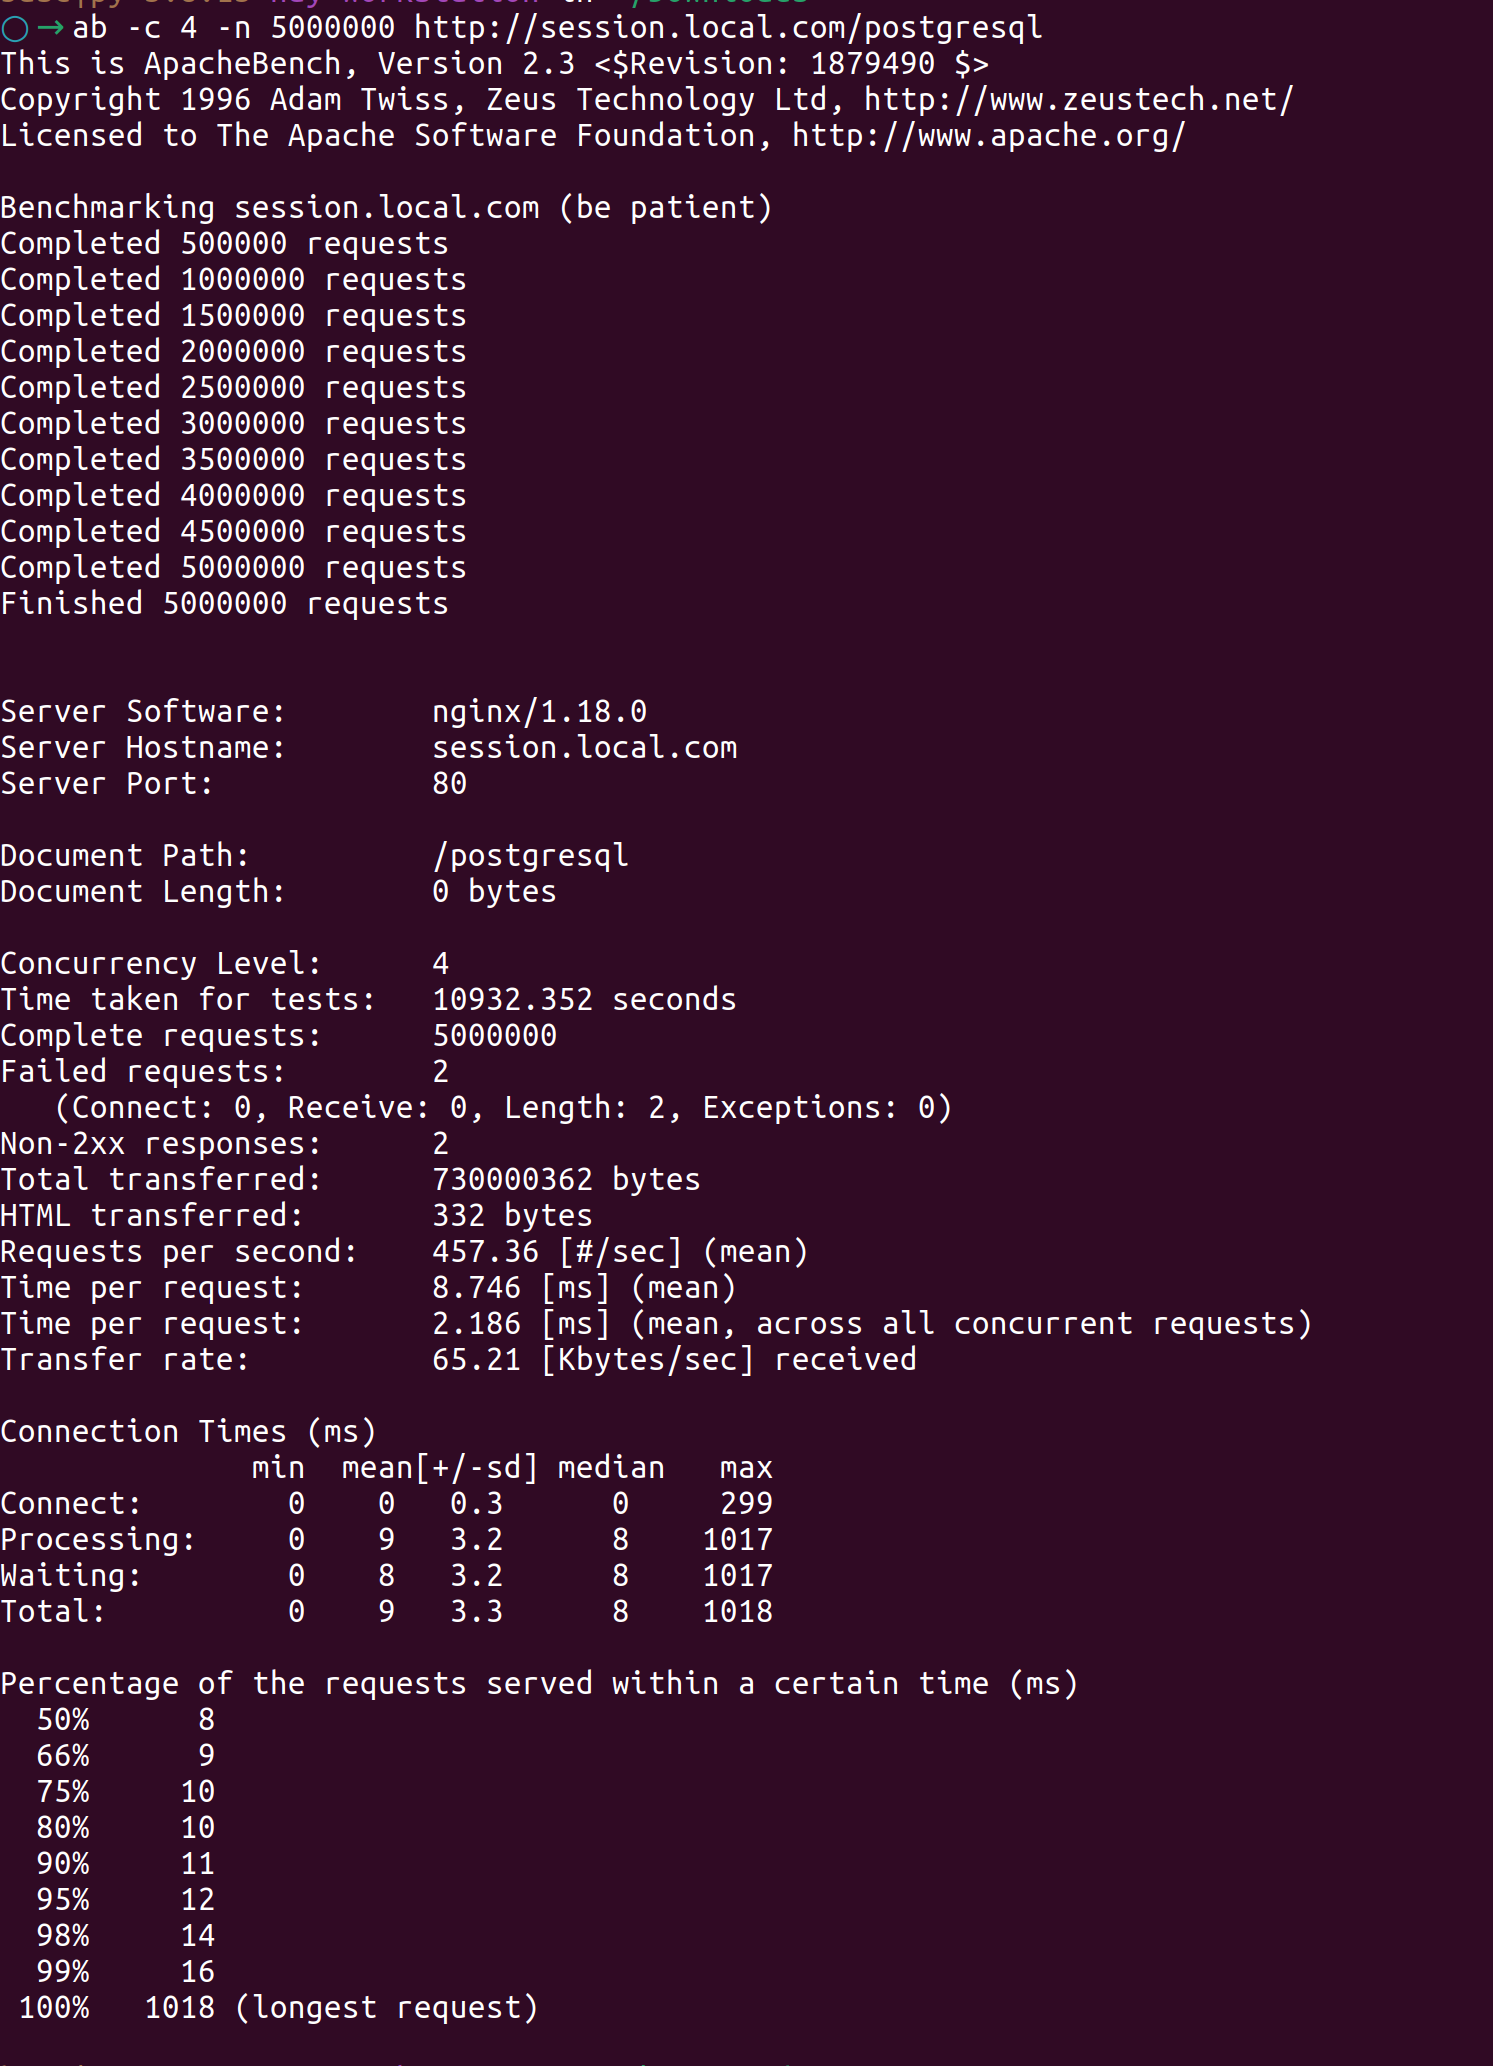 ○ → ab -c 4 -n 5000000 http://session.local.com/postgresql
This is ApacheBench, Version 2.3 <$Revision: 1879490 $>
Copyright 1996 Adam Twiss, Zeus Technology Ltd, http://www.zeustech.net/
Licensed to The Apache Software Foundation, http://www.apache.org/

Benchmarking session.local.com (be patient)
Completed 500000 requests
Completed 1000000 requests
Completed 1500000 requests
Completed 2000000 requests
Completed 2500000 requests
Completed 3000000 requests
Completed 3500000 requests
Completed 4000000 requests
Completed 4500000 requests
Completed 5000000 requests
Finished 5000000 requests


Server Software:        nginx/1.18.0
Server Hostname:        session.local.com
Server Port:            80

Document Path:          /postgresql
Document Length:        0 bytes

Concurrency Level:      4
Time taken for tests:   10932.352 seconds
Complete requests:      5000000
Failed requests:        2
   (Connect: 0, Receive: 0, Length: 2, Exceptions: 0)
Non-2xx responses:      2
Total transferred:      730000362 bytes
HTML transferred:       332 bytes
Requests per second:    457.36 [#/sec] (mean)
Time per request:       8.746 [ms] (mean)
Time per request:       2.186 [ms] (mean, across all concurrent requests)
Transfer rate:          65.21 [Kbytes/sec] received

Connection Times (ms)
              min  mean[+/-sd] median   max
Connect:        0    0   0.3      0     299
Processing:     0    9   3.2      8    1017
Waiting:        0    8   3.2      8    1017
Total:          0    9   3.3      8    1018

Percentage of the requests served within a certain time (ms)
  50%      8
  66%      9
  75%     10
  80%     10
  90%     11
  95%     12
  98%     14
  99%     16
 100%   1018 (longest request)